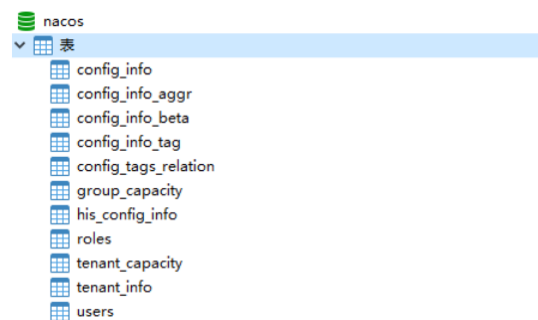 nacos
表
config_info
config_info_aggr
config_info_beta
config_info_tag
config_tags_relation
group_capacity
his_config_info
roles
tenant_capacity
tenant_info
users